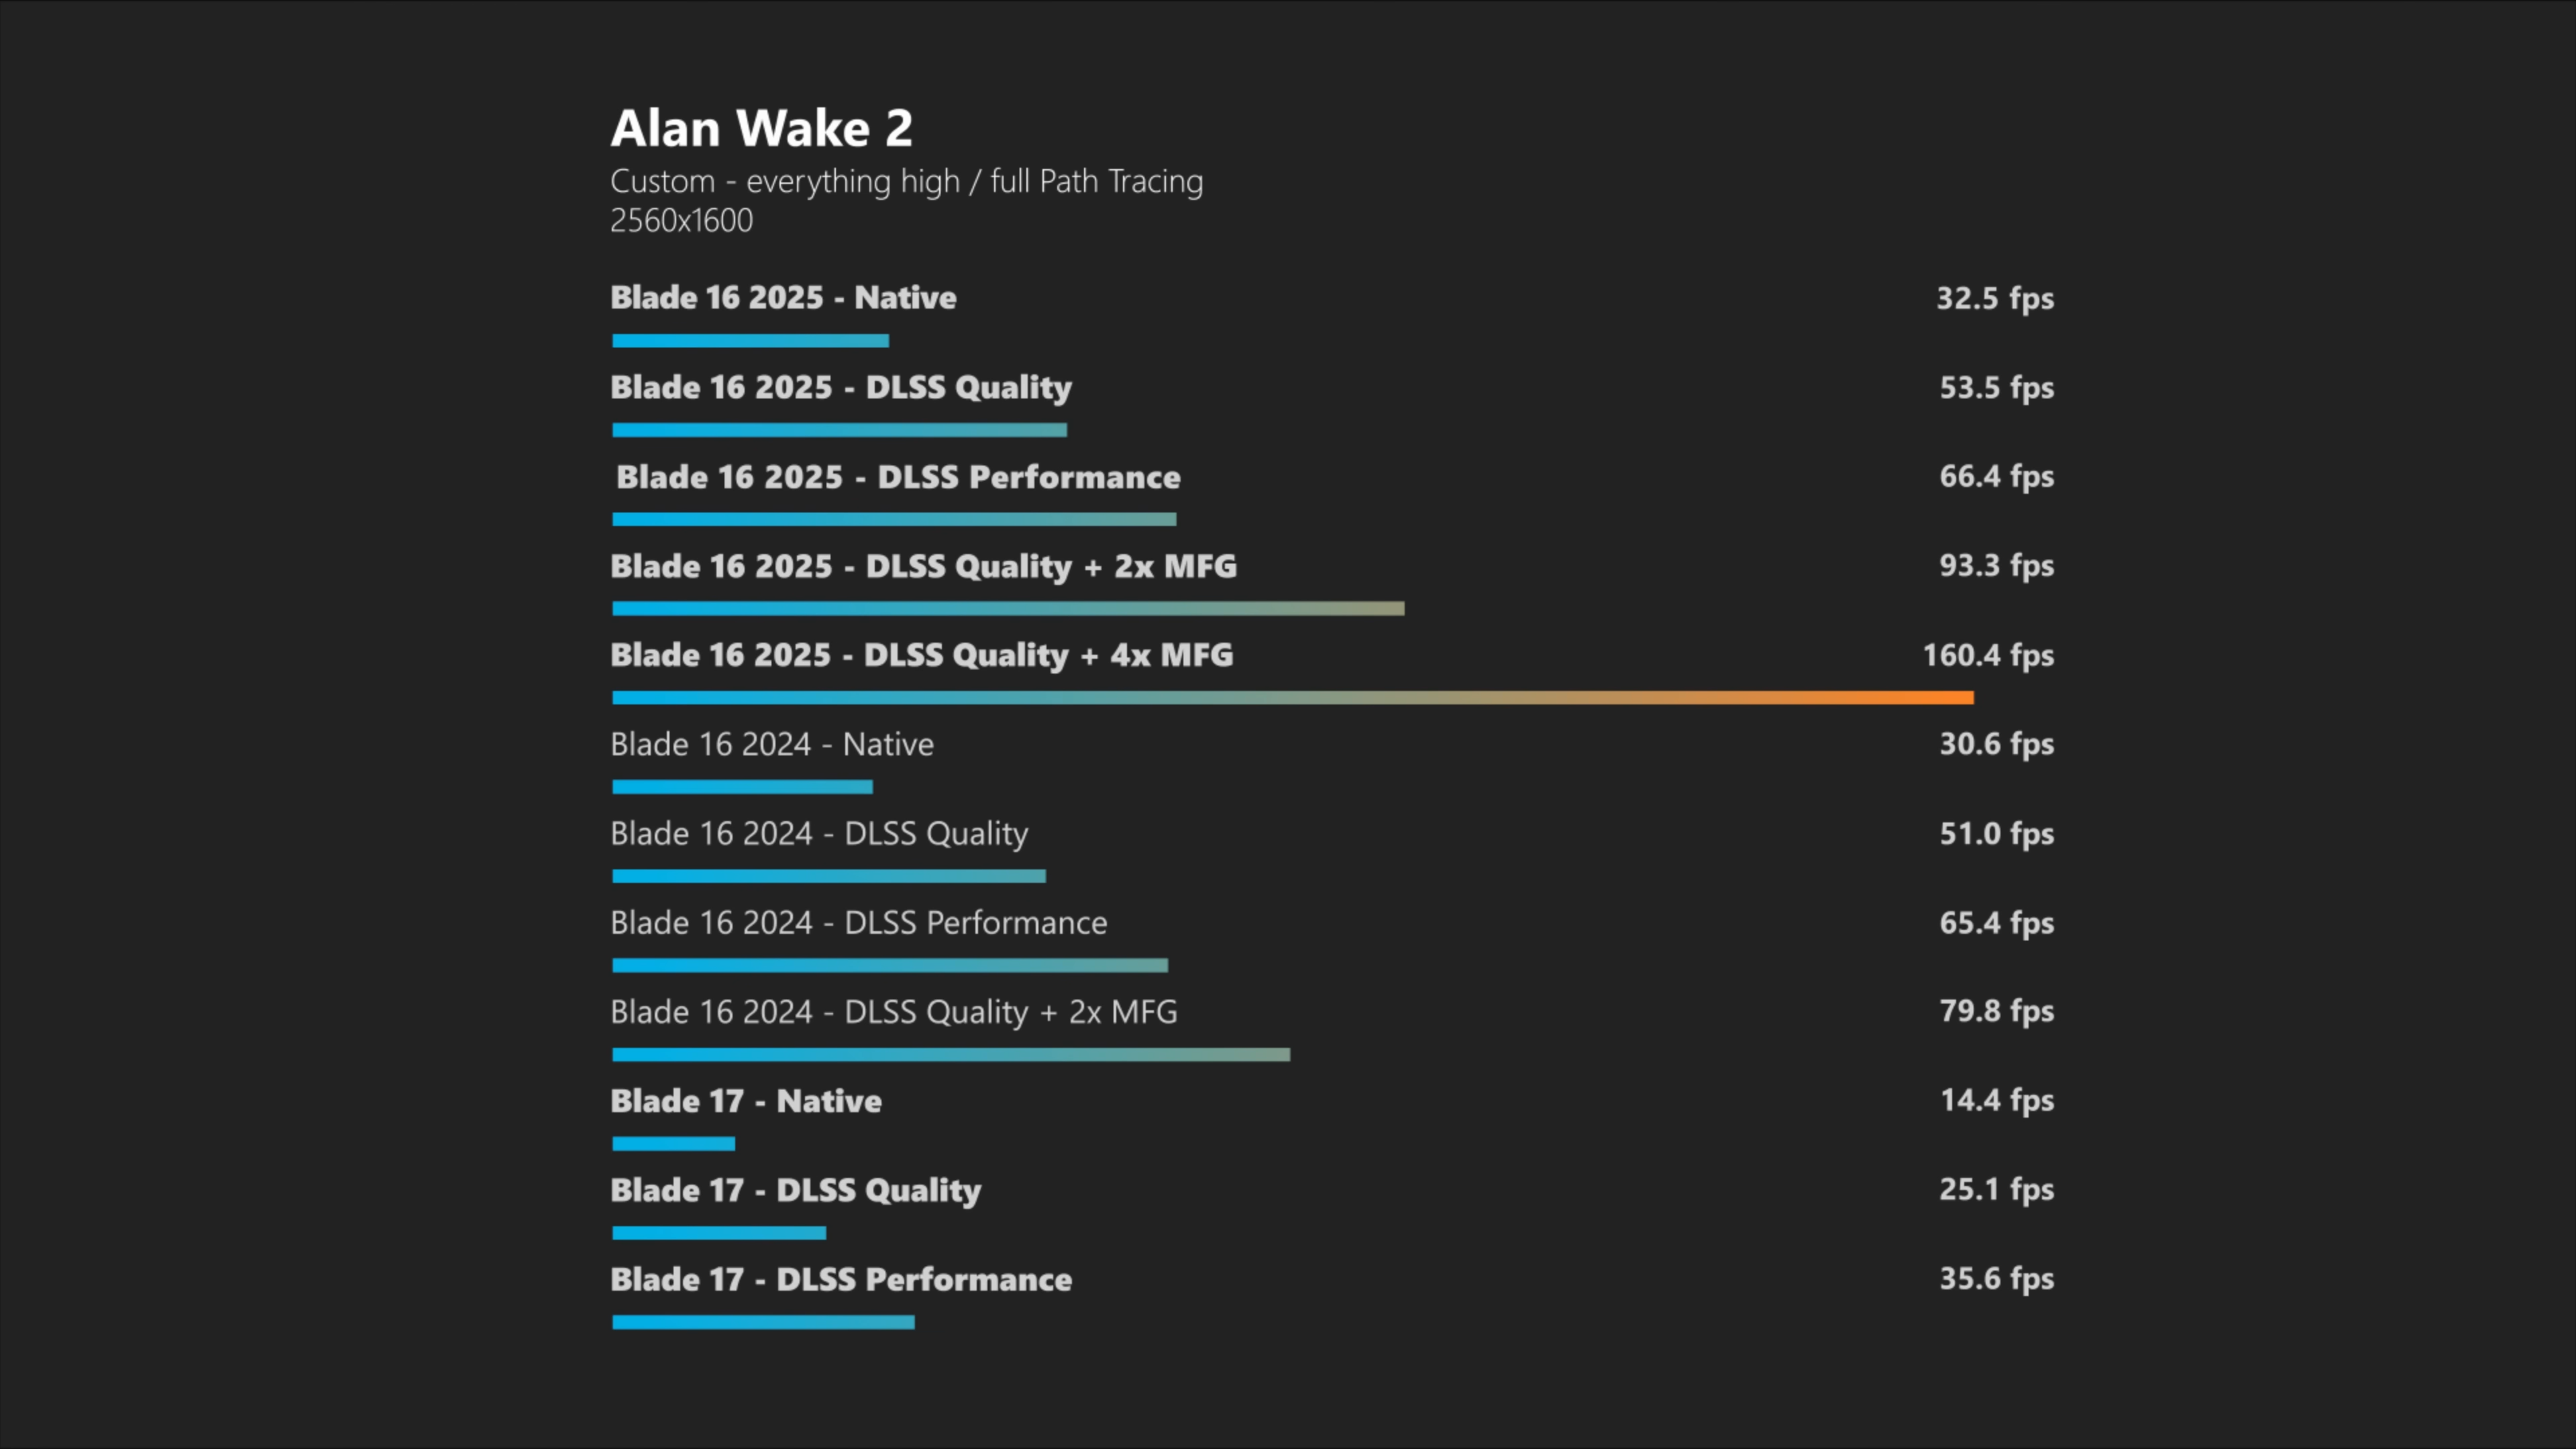 Alan Wake 2
Custom - everything high / full Path Tracing
2560x1600
Blade 16 2025 - Native 32.5 fps
Blade 16 2025 - DLSS Quality 53.5 fps
Blade 16 2025 - DLSS Performance 66.4 fps
Blade 16 2025 - DLSS Quality + 2x MFG 93.3 fps
Blade 16 2025 - DLSS Quality + 4x MFG 160.4 fps
Blade 16 2024 - Native 30.6 fps
Blade 16 2024 - DLSS Quality 51.0 fps
Blade 16 2024 - DLSS Performance 65.4 fps
Blade 16 2024 - DLSS Quality + 2x MFG 79.8 fps
Blade 17 - Native 14.4 fps
Blade 17 - DLSS Quality 25.1 fps
Blade 17 - DLSS Performance 35.6 fps